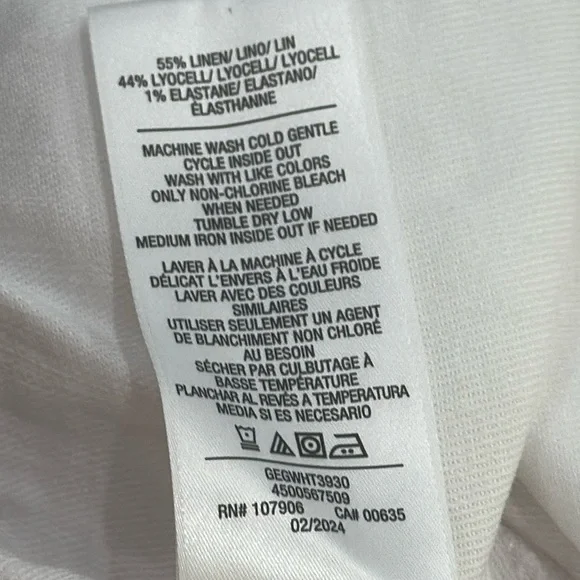 55% LINEN/ LINO/ LIN
44% LYOCELL/ LYOCELL/ LYOCELL
1% ELASTANE/ ELASTANO/
ÉLASTHANNE
MACHINE WASH COLD GENTLE
CYCLE INSIDE OUT
WASH WITH LIKE COLORS
ONLY NON-CHLORINE BLEACH
WHEN NEEDED
TUMBLE DRY LOW
MEDIUM IRON INSIDE OUT IF NEEDED
LAVER À LA MACHINE À CYCLE
DÉLICAT L'ENVERS À L'EAU FROIDE
LAVER AVEC DES COULEURS
SIMILAIRES
UTILISER SEULEMENT UN AGENT
DE BLANCHIMENT NON CHLORÉ
AU BESOIN
SÉCHER PAR CULBUTAGE À
BASSE TEMPÉRATURE
PLANCHAR AL REVÉS A TEMPERATURA
MEDIA SI ES NECESARIO
GEGWHT3930
4500567509
RN# 107906 CA# 00635
02/2024